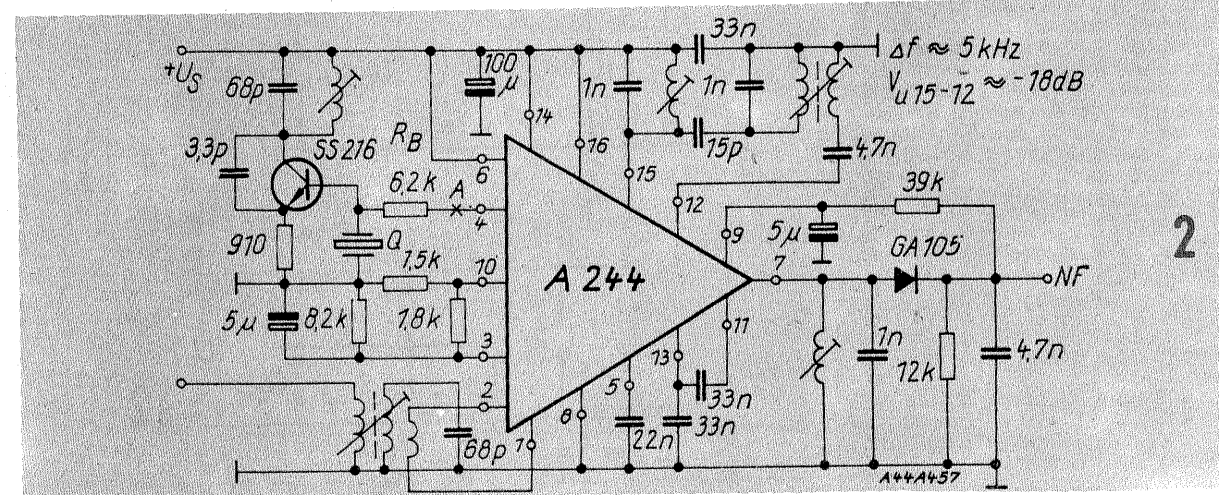 33n
Δf ≈ 5kHz
V_u 15-12 ≈ -18dB
+U_S
68p
100 μ
1n
1n
14
16
15p
4,7n
3,3p
SS216
R_B
6
15
12
39k
6,2k
A
4
9
5μ
GA105
2
910
Q
1,5k
10
A 244
7
NF
5μ
8,2k
1,8k
3
11
13
1n
12k
4,7n
2
5
33n
68p
1
8
22n
33n
A44A457